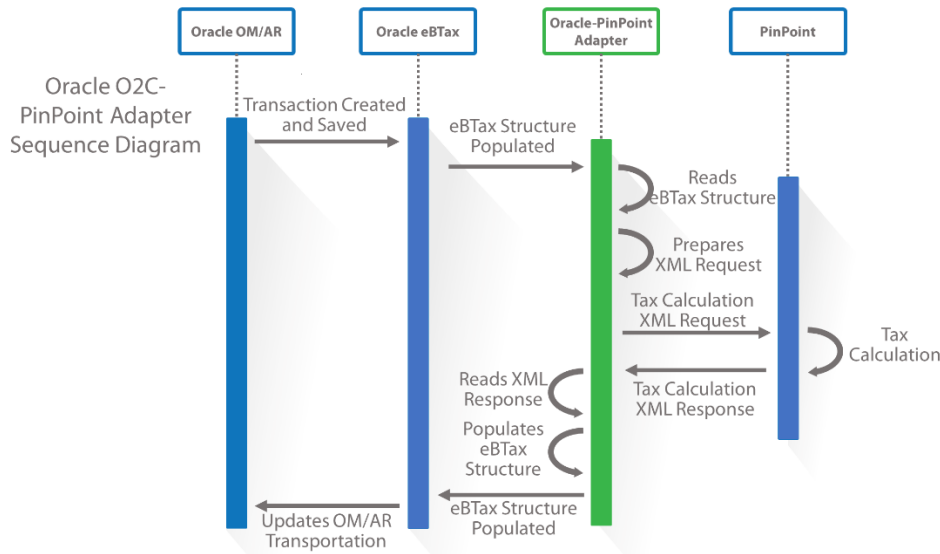 Oracle OM/AR
Oracle eBTax
Oracle-PinPoint
Adapter
PinPoint
Oracle O2C-
PinPoint Adapter
Sequence Diagram
Transaction Created
and Saved
eBTax Structure
Populated
Reads
eBTax Structure
Prepares
XML Request
Tax Calculation
XML Request
Tax
Calculation
Tax Calculation
XML Response
Reads XML
Response
Populates
eBTax
Structure
eBTax Structure
Populated
Updates OM/AR
Transportation